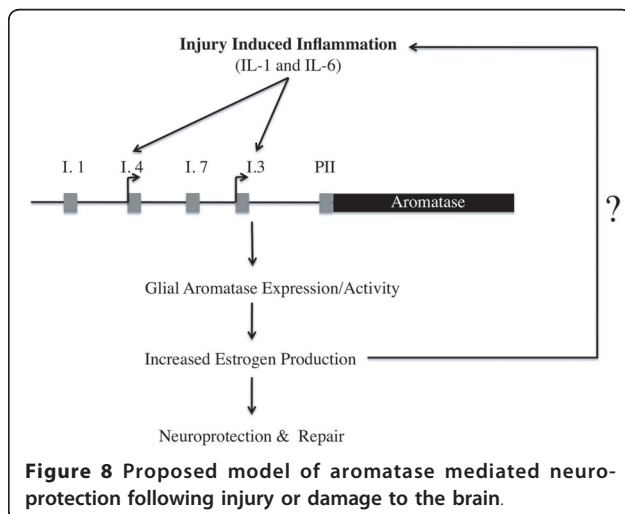 Injury Induced Inflammation
(IL-1 and IL-6)
I. 1 I. 4 I. 7 I.3 PII
Aromatase
?
Glial Aromatase Expression/Activity
Increased Estrogen Production
Neuroprotection & Repair
Figure 8 Proposed model of aromatase mediated neuro-
protection following injury or damage to the brain.